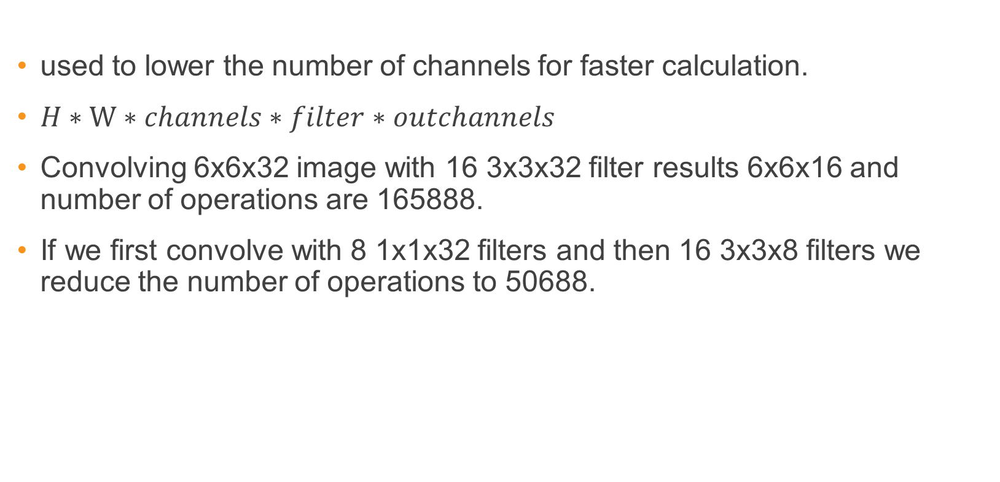 • used to lower the number of channels for faster calculation.
• H ∗ W ∗ channels ∗ filter ∗ outchannels
• Convolving 6x6x32 image with 16 3x3x32 filter results 6x6x16 and
number of operations are 165888.
• If we first convolve with 8 1x1x32 filters and then 16 3x3x8 filters we
reduce the number of operations to 50688.